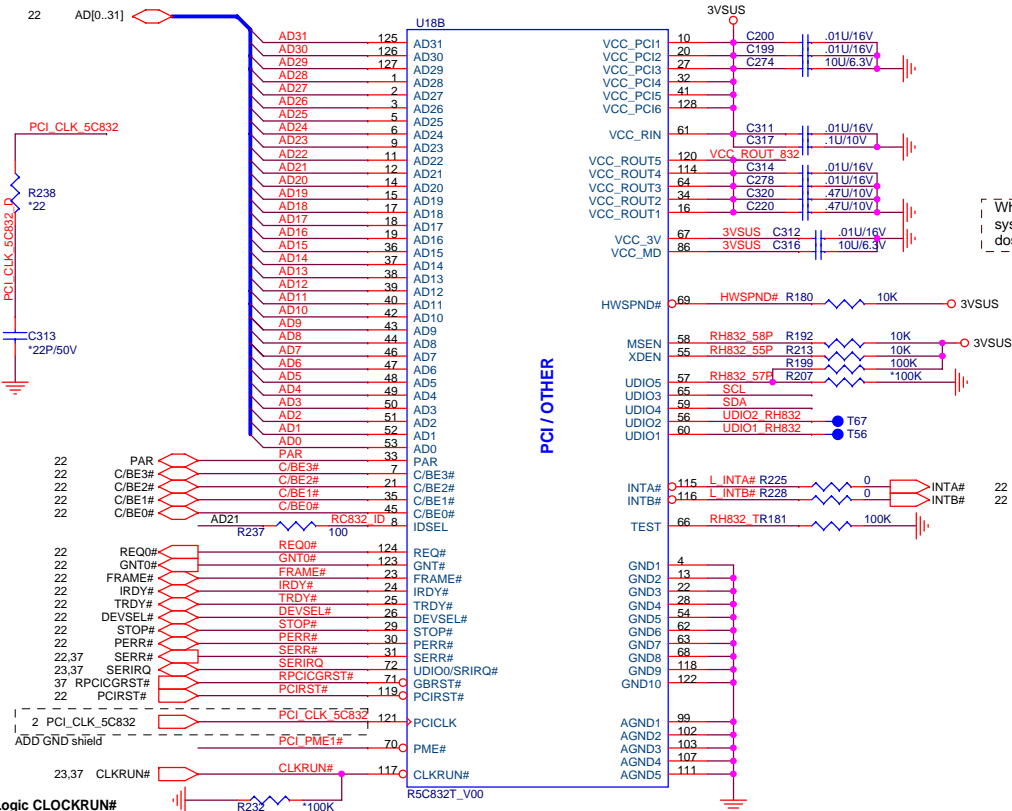 22 AD[0..31]
U18B
3VSUS
AD31 125 AD31
AD30 126 AD30
AD29 127 AD29
AD28 1 AD28
AD27 2 AD27
AD26 3 AD26
AD25 5 AD25
AD24 6 AD24
AD23 9 AD23
AD22 11 AD22
AD21 12 AD21
AD20 14 AD20
AD19 15 AD19
AD18 17 AD18
AD17 18 AD17
AD16 19 AD16
AD15 36 AD15
AD14 37 AD14
AD13 38 AD13
AD12 39 AD12
AD11 40 AD11
AD10 42 AD10
AD9 43 AD9
AD8 44 AD8
AD7 46 AD7
AD6 47 AD6
AD5 48 AD5
AD4 49 AD4
AD3 50 AD3
AD2 51 AD2
AD1 52 AD1
AD0 53 AD0
22 PAR PAR 33 PAR
22 C/BE3# C/BE3# 7 C/BE3#
22 C/BE2# C/BE2# 21 C/BE2#
22 C/BE1# C/BE1# 35 C/BE1#
22 C/BE0# C/BE0# 45 C/BE0#
AD21 R237 100 RC832_ID 8 IDSEL
22 REQ0# REQ0# 124 REQ#
22 GNT0# GNT0# 123 GNT#
22 FRAME# FRAME# 23 FRAME#
22 IRDY# IRDY# 24 IRDY#
22 TRDY# TRDY# 25 TRDY#
22 DEVSEL# DEVSEL# 26 DEVSEL#
22 STOP# STOP# 29 STOP#
22 PERR# PERR# 30 PERR#
22,37 SERR# SERR# 31 SERR#
23,37 SERIRQ SERIRQ 72 UDIO0/SRIRQ#
37 RPCICGRST# RPCICGRST# 71 GBRST#
22 PCIRST# PCIRST# 119 PCIRST#
2 PCI_CLK_5C832 PCI_CLK_5C832 121 PCICLK
ADD GND shield
PCI_PME1# 70 PME#
23,37 CLKRUN# CLKRUN# 117 CLKRUN#
R232 *100K
Logic CLOCKRUN#
R5C832T_V00
PCI_CLK_5C832
R238
*22
PCI_CLK_5C832_D
C313
*22P/50V
PCI / OTHER
VCC_PCI1 10 C200 .01U/16V
VCC_PCI2 20 C199 .01U/16V
VCC_PCI3 27 C274 10U/6.3V
VCC_PCI4 32
VCC_PCI5 41
VCC_PCI6 128
VCC_RIN 61 C311 .01U/16V
C317 .1U/10V
VCC_ROUT5 120 VCC_ROUT_832
VCC_ROUT4 114 C314 .01U/16V
VCC_ROUT3 64 C278 .01U/16V
VCC_ROUT2 34 C320 .47U/10V
VCC_ROUT1 16 C220 .47U/10V
VCC_3V 67 3VSUS C312 .01U/16V
VCC_MD 86 3VSUS C316 10U/6.3V
HWSPND# 69 HWSPND# R180 10K 3VSUS
MSEN 58 RH832_58P R192 10K 3VSUS
XDEN 55 RH832_55P R213 10K
R199 100K
UDIO5 57 RH832_57P R207 *100K
UDIO3 65 SCL
UDIO4 59 SDA
UDIO2 56 UDIO2_RH832 T67
UDIO1 60 UDIO1_RH832 T56
INTA# 115 L_INTA# R225 0 INTA# 22
INTB# 116 L_INTB# R228 0 INTB# 22
TEST 66 RH832_T R181 100K
GND1 4
GND2 13
GND3 22
GND4 28
GND5 54
GND6 62
GND7 63
GND8 68
GND9 118
GND10 122
AGND1 99
AGND2 102
AGND3 103
AGND4 107
AGND5 111